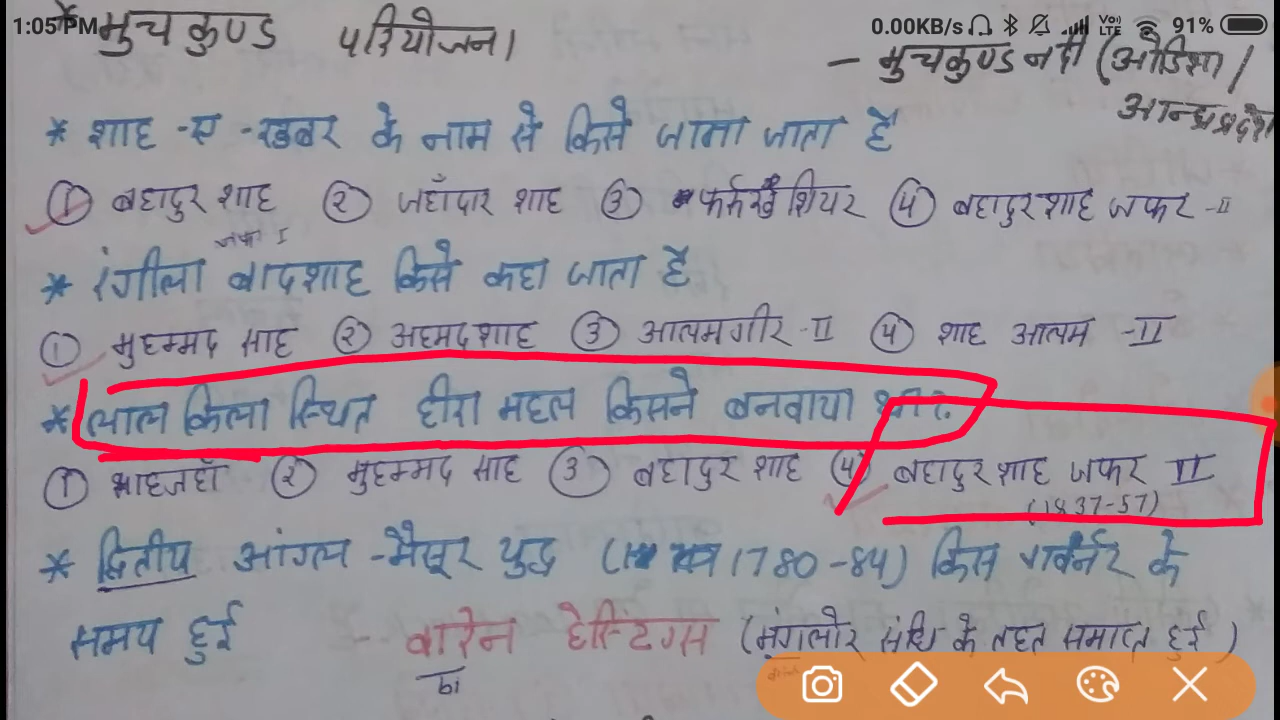 1:05 PM 0.00KB/s Vo) LTE 91%
* मुचकुण्ड परियोजना
- मुचकुण्ड नदी (ओडिशा /
आन्ध्रप्रदेश
* शाह -ए -खबर के नाम से किसे जाना जाता है
① बहादुर शाह ② जहाँदार शाह ③ फर्रुखशियर ④ बहादुरशाह जफर -II
जफर I
* रंगीला बादशाह किसे कहा जाता है
① मुहम्मद साह ② अहमदशाह ③ आलमगीर -II ④ शाह आलम -II
* लाल किला स्थित हीरा महल किसने बनवाया था?
① शाहजहाँ ② मुहम्मद साह ③ बहादुर शाह ④ बहादुरशाह जफर II
(1837-57)
* द्वितीय आंग्ल -मैसूर युद्ध (1780-84) किस गवर्नर के
समय हुई - वारेन हेस्टिंग्स (मंगलोर संधि के तहत समाप्त हुई)